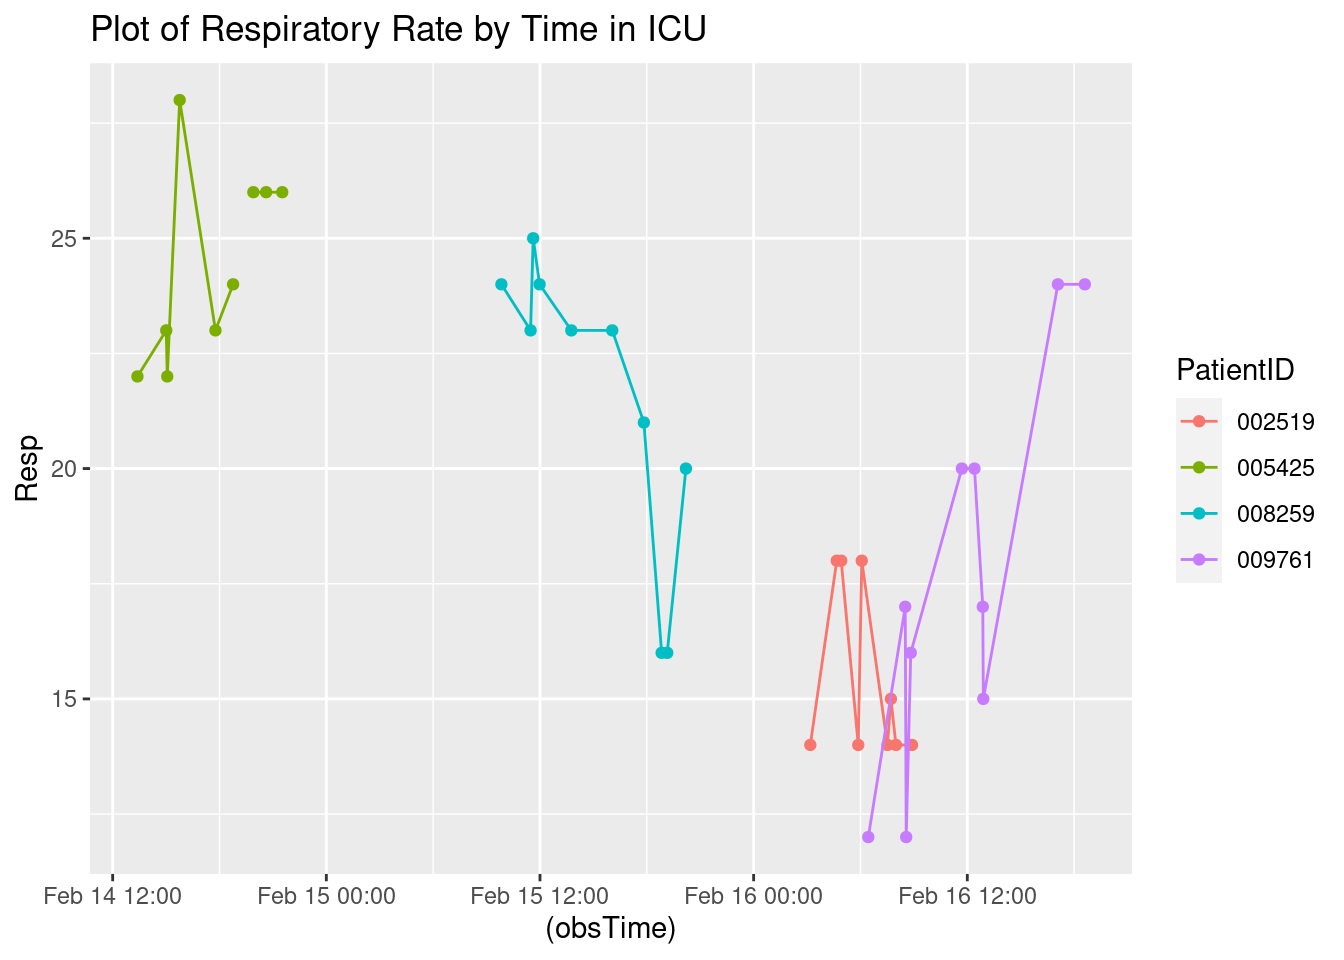 Plot of Respiratory Rate by Time in ICU
25
20
15
Resp
Feb 14 12:00
Feb 15 00:00
Feb 15 12:00
Feb 16 00:00
Feb 16 12:00
(obsTime)
PatientID
002519
005425
008259
009761